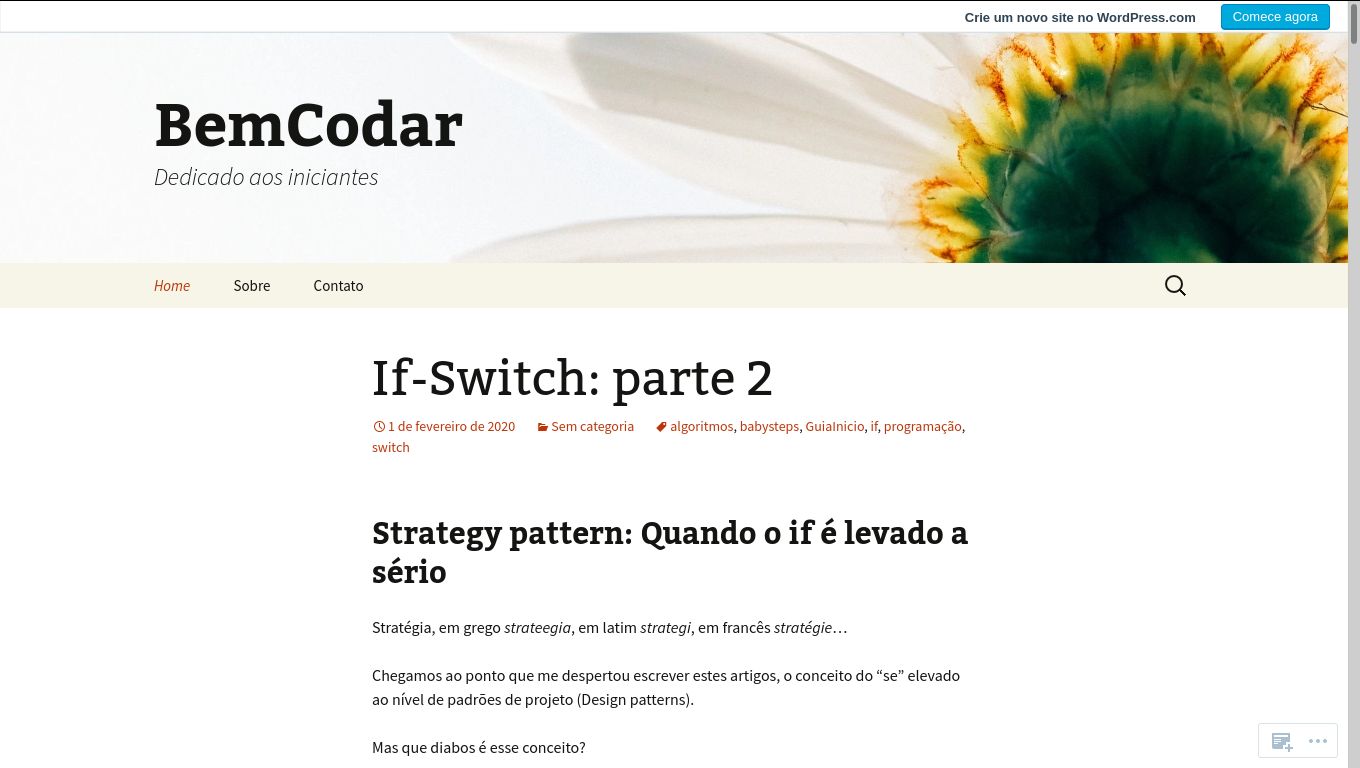 Crie um novo site no WordPress.com
Comece agora
BemCodar
Dedicado aos iniciantes
Home Sobre Contato
If-Switch: parte 2
1 de fevereiro de 2020 Sem categoria algoritmos, babysteps, GuiaInicio, if, programação,
switch
Strategy pattern: Quando o if é levado a
sério
Stratégia, em grego strateegia, em latim strategi, em francês stratégie…
Chegamos ao ponto que me despertou escrever estes artigos, o conceito do “se” elevado
ao nível de padrões de projeto (Design patterns).
Mas que diabos é esse conceito?